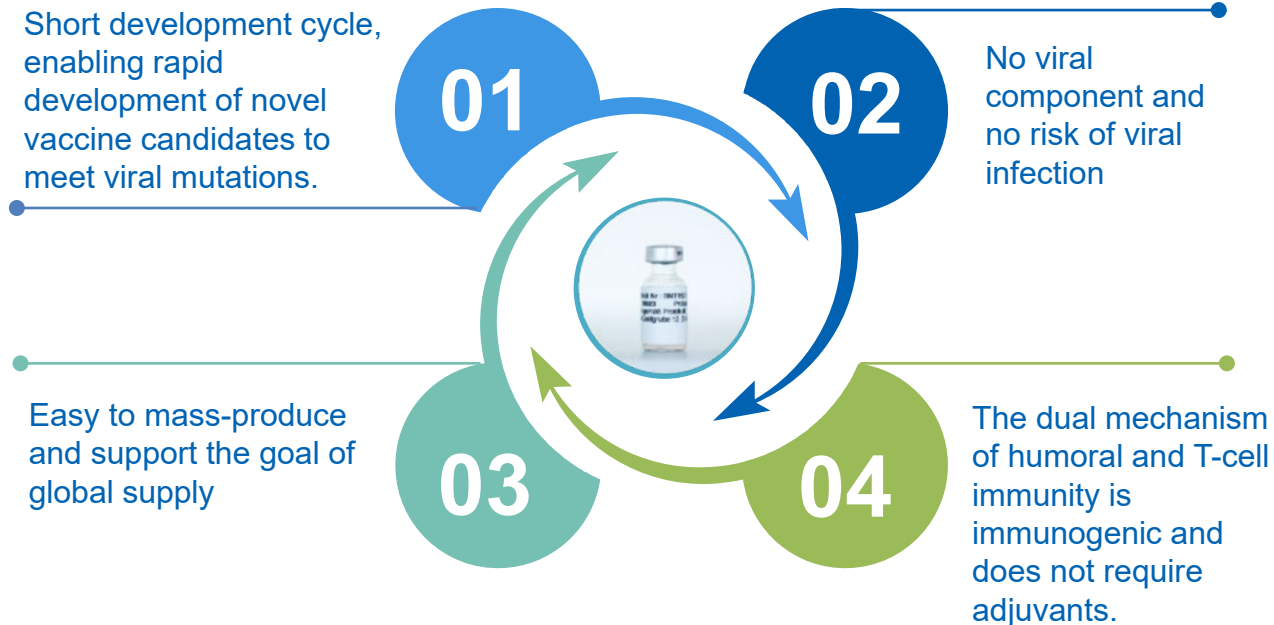 Short development cycle,
enabling rapid
development of novel
vaccine candidates to
meet viral mutations.
01
02
No viral
component and
no risk of viral
infection
Easy to mass-produce
and support the goal of
global supply
03
04
The dual mechanism
of humoral and T-cell
immunity is
immunogenic and
does not require
adjuvants.